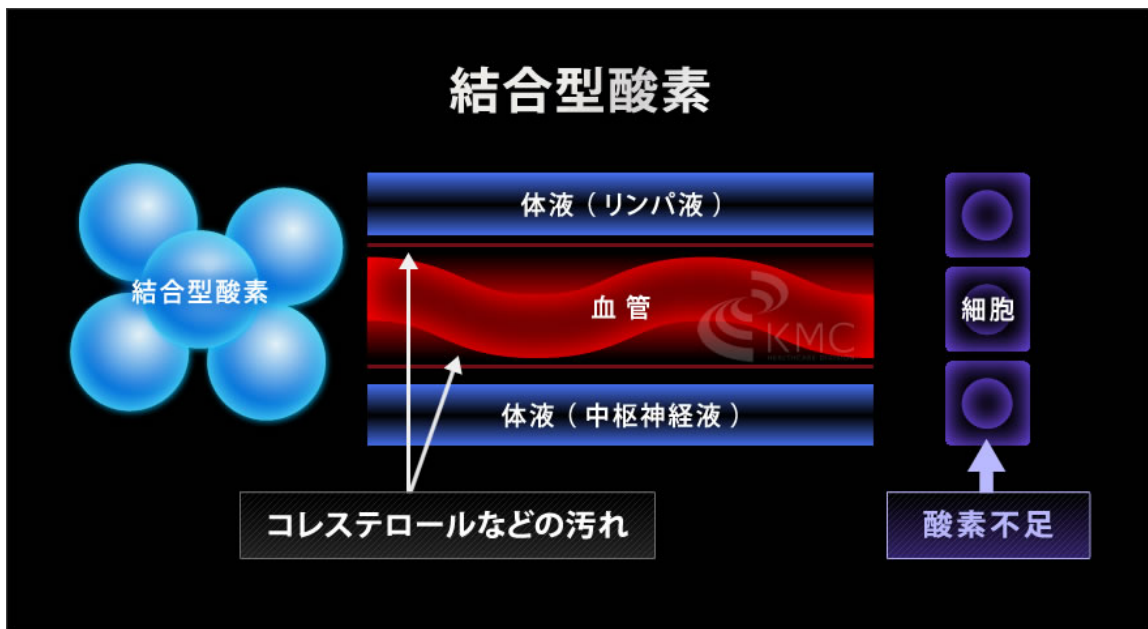 結合型酸素
体液（リンパ液）
結合型酸素
血管
KMC
細胞
体液（中枢神経液）
コレステロールなどの汚れ
酸素不足